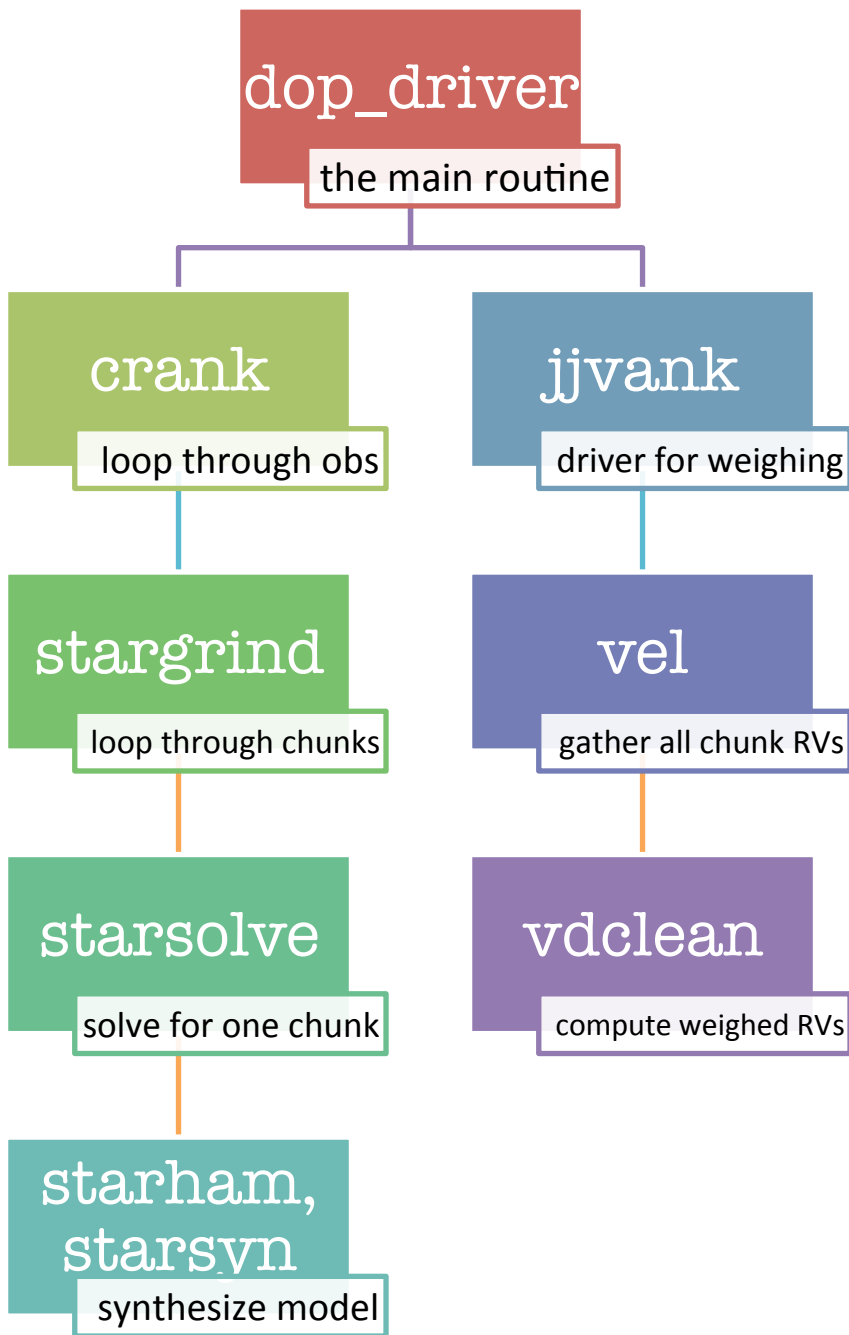 dop_driver
the main routine
crank
loop through obs
jjvank
driver for weighing
stargrind
loop through chunks
vel
gather all chunk RVs
starsolve
solve for one chunk
vdclean
compute weighed RVs
starham,
starsyn
synthesize model